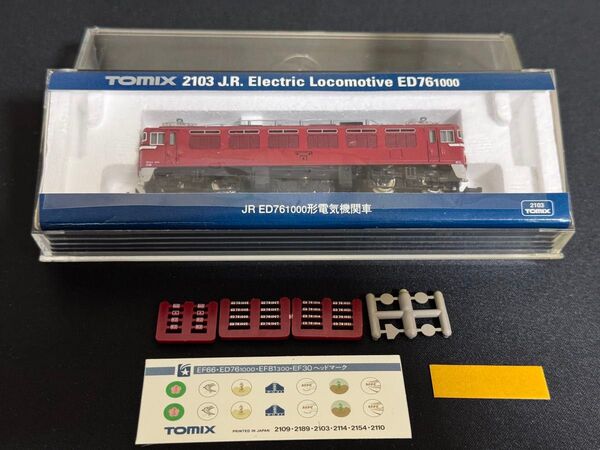 TOMIX 2103 J.R. Electric Locomotive ED761000
JR ED761000形電気機関車
2103
TOMIX
EF66・ED761000・EF81300・EF30 ヘッドマーク
TOMIX PRINTED IN JAPAN 2109・2189・2103・2114・2154・2110